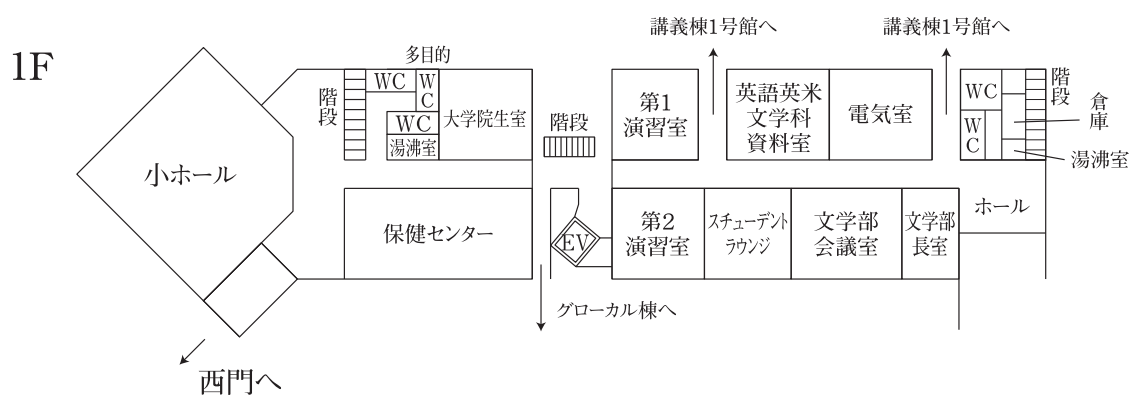 1F
講義棟1号館へ
講義棟1号館へ
多目的
階段
WC
WC
WC
湯沸室
大学院生室
階段
第1
演習室
英語英米
文学科
資料室
電気室
WC
WC
階段
倉庫
湯沸室
小ホール
保健センター
EV
第2
演習室
スチューデント
ラウンジ
文学部
会議室
文学部
長室
ホール
グローカル棟へ
西門へ